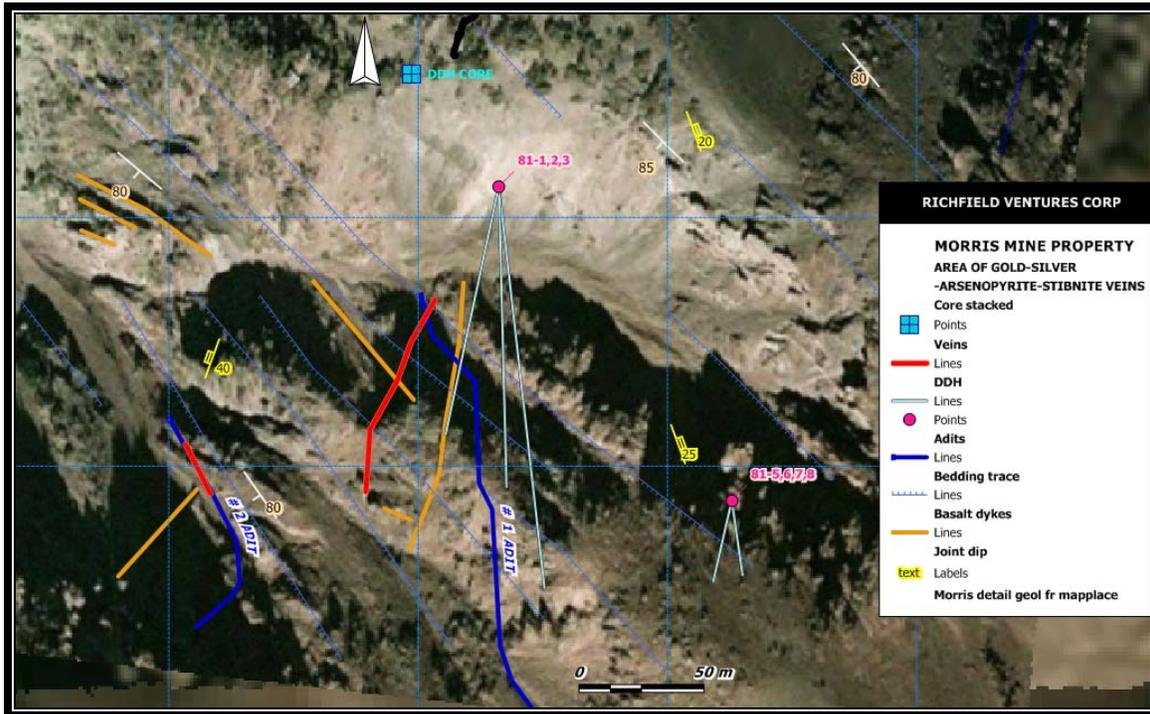 DDH CORE
80
81-1,2,3
20
85
80
RICHFIELD VENTURES CORP
MORRIS MINE PROPERTY
AREA OF GOLD-SILVER
-ARSENOPYRITE-STIBNITE VEINS
Core stacked
Points
Veins
Lines
DDH
Lines
Points
Adits
Lines
Bedding trace
Lines
Basalt dykes
Lines
Joint dip
text Labels
Morris detail geol fr mapplace
40
25
81-5,6,7,8
80
# 2 ADIT
# 1 ADIT
0 50 m